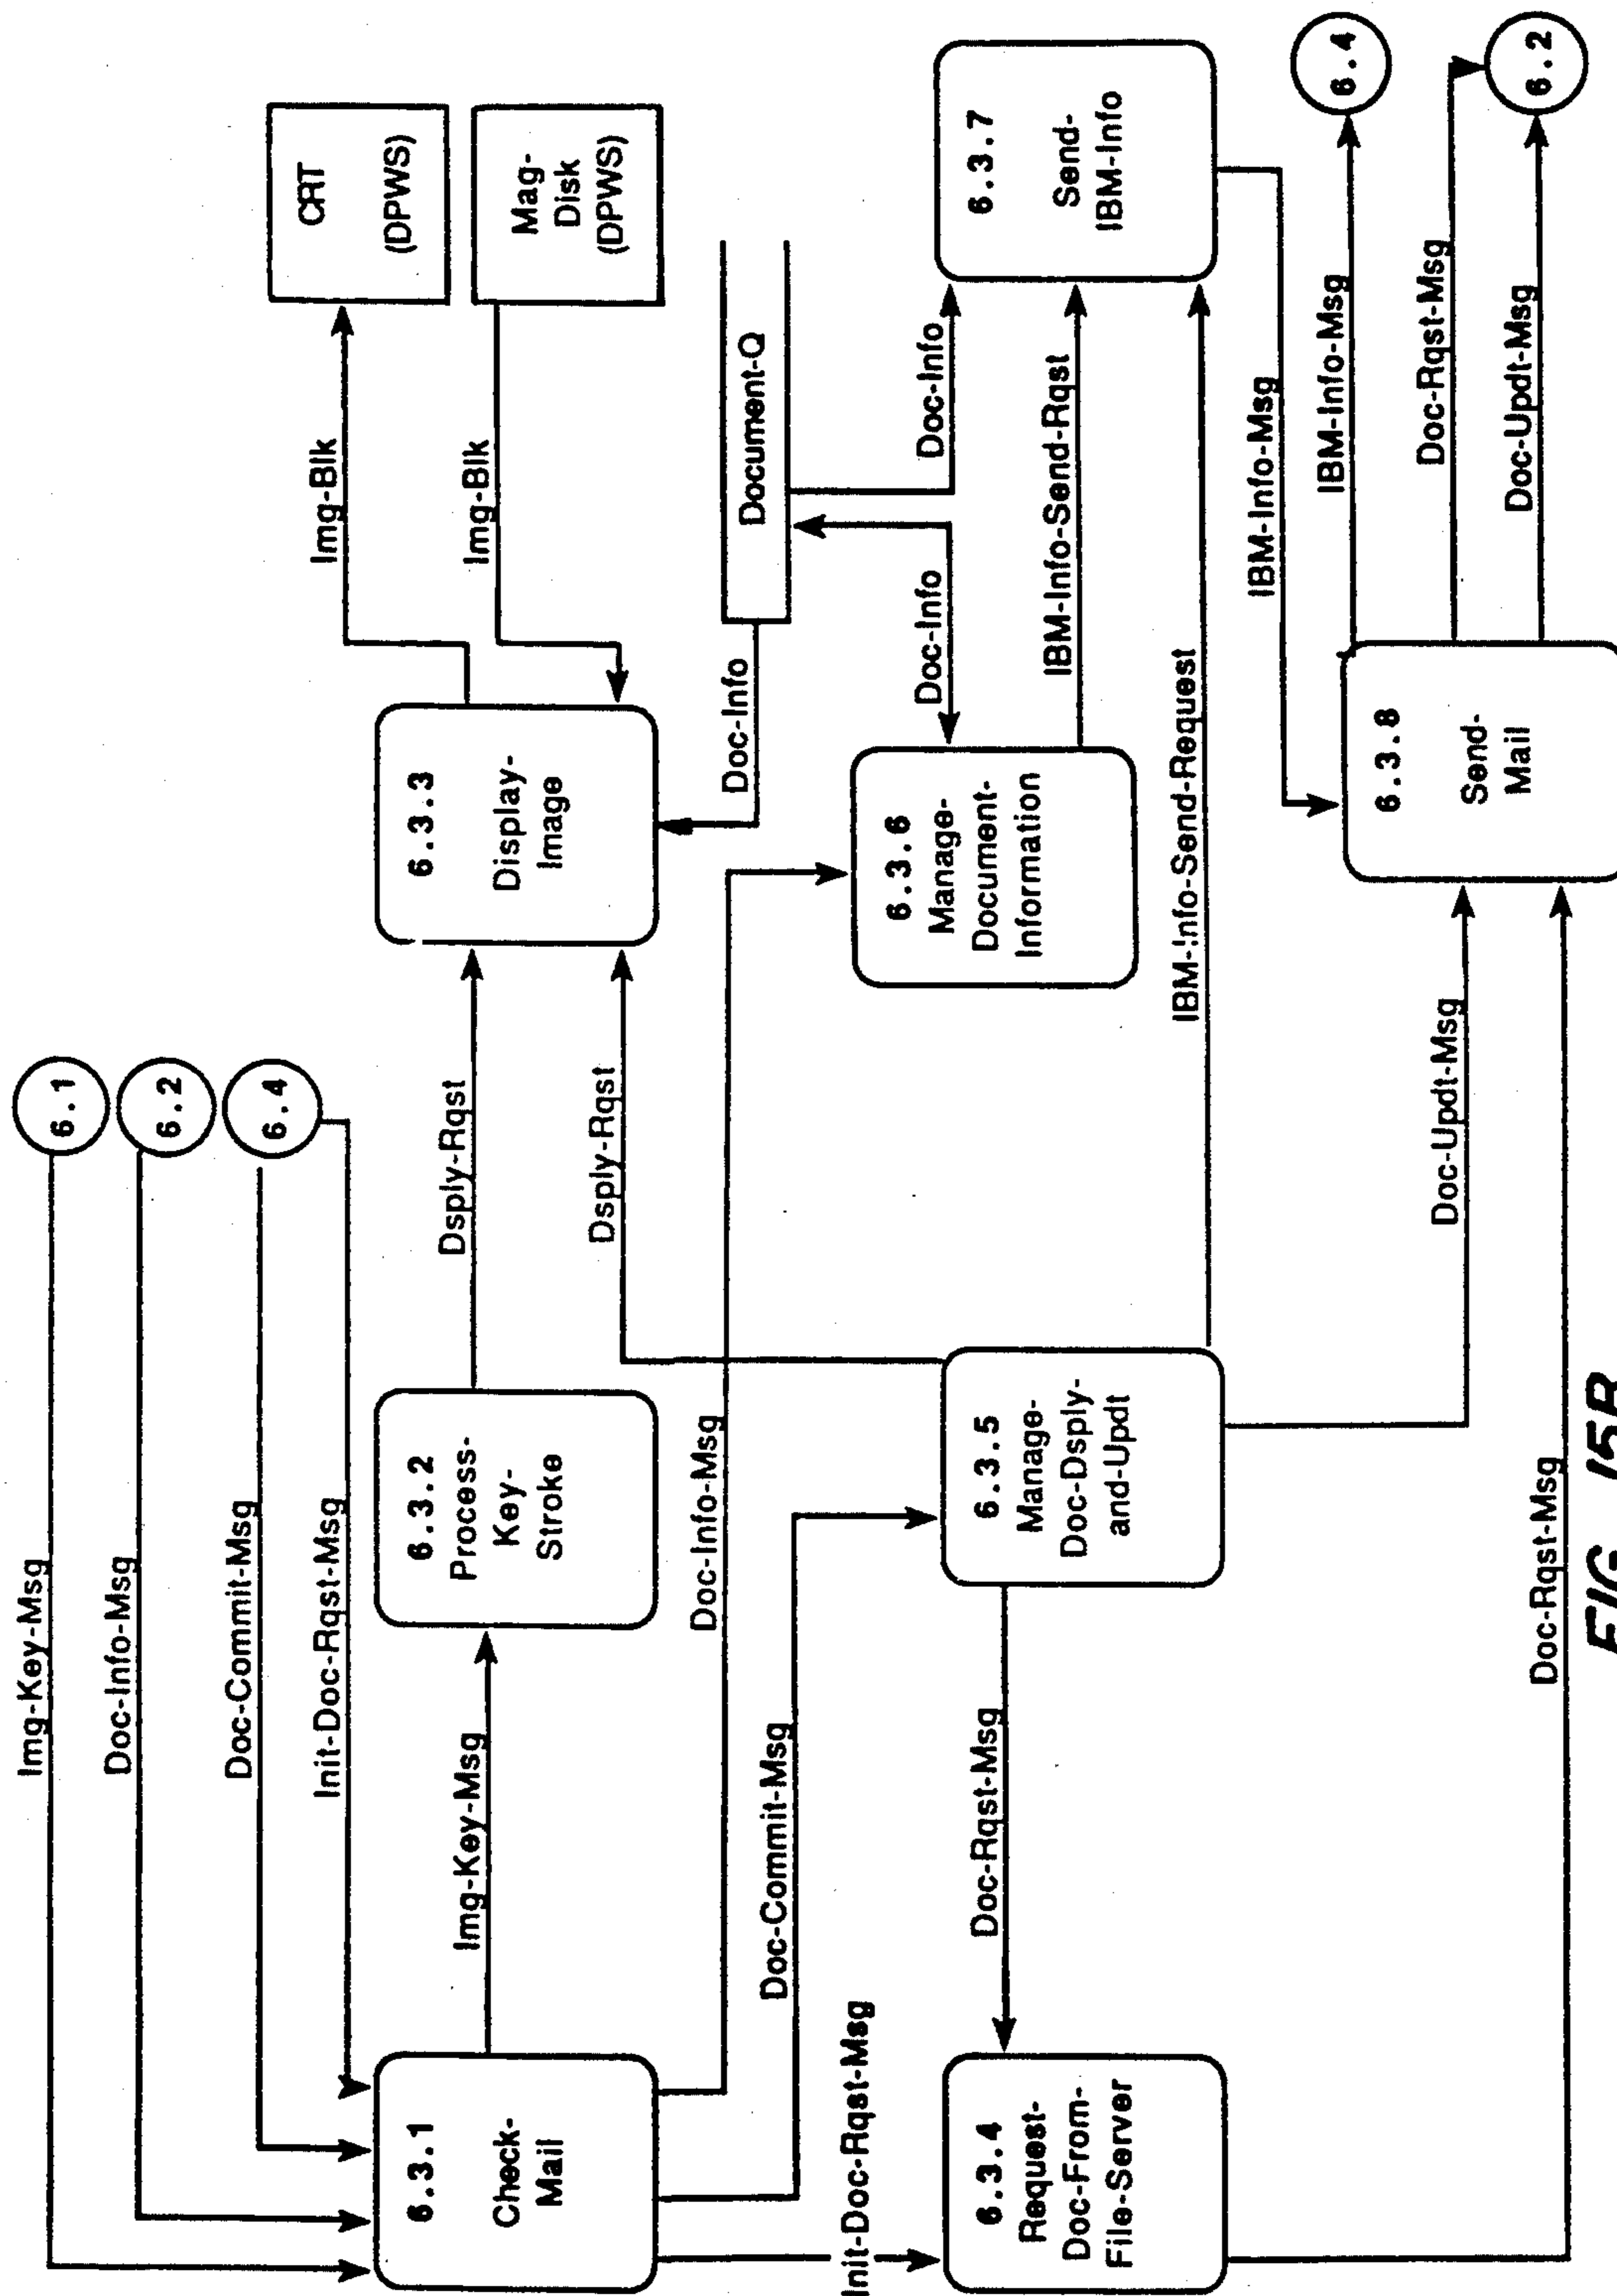 Img-Key-Msg
6.1
Doc-Info-Msg
6.2
Doc-Commit-Msg
6.4
Init-Doc-Rqst-Msg
6.3.1
Check-
Mail
Img-Key-Msg
6.3.2
Process-
Key-
Stroke
Dsply-Rqst
Dsply-Rqst
6.3.3
Display-
Image
Img-Blk
CRT
(DPWS)
Img-Blk
Mag-
Disk
(DPWS)
Doc-Info
Document-Q
Doc-Info-Msg
Doc-Commit-Msg
Init-Doc-Rqst-Msg
6.3.4
Request-
Doc-From-
File-Server
Doc-Rqst-Msg
6.3.5
Manage-
Doc-Dsply-
and-Updt
6.3.6
Manage-
Document-
Information
Doc-Info
Doc-Info
IBM-Info-Send-Rqst
6.3.7
Send-
IBM-Info
IBM-Info-Send-Request
IBM-Info-Msg
Doc-Updt-Msg
Doc-Rqst-Msg
6.3.8
Send-
Mail
IBM-Info-Msg
6.4
Doc-Rqst-Msg
Doc-Updt-Msg
6.2
FIG. 15B